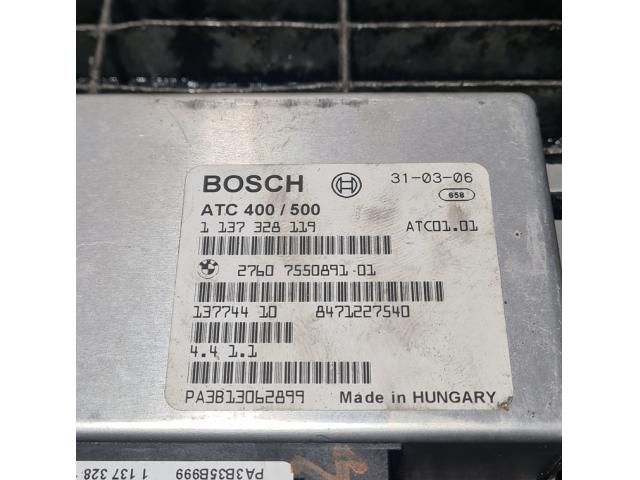 BOSCH 31-03-06
658
ATC 400 / 500
1 137 328 119 ATC01.01
2760 7550891-01
137744 10 8471227540
4.4 1.1
PA3B13062899 Made in HUNGARY
PA3B35B999 1 137 328